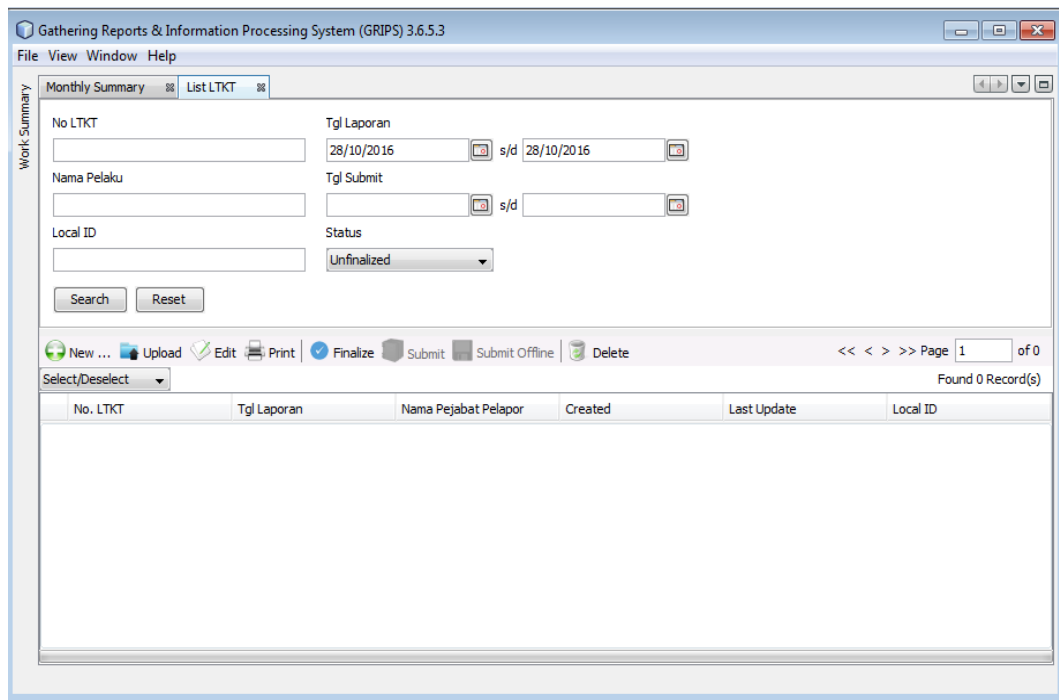 Gathering Reports & Information Processing System (GRIPS) 3.6.5.3
File View Window Help
Work Summary
Monthly Summary List LTKT
No LTKT Tgl Laporan
28/10/2016 s/d 28/10/2016
Nama Pelaku Tgl Submit
s/d
Local ID Status
Unfinalized
Search Reset
New ... Upload Edit Print Finalize Submit Submit Offline Delete << < > >> Page 1 of 0
Select/Deselect Found 0 Record(s)
No. LTKT Tgl Laporan Nama Pejabat Pelapor Created Last Update Local ID